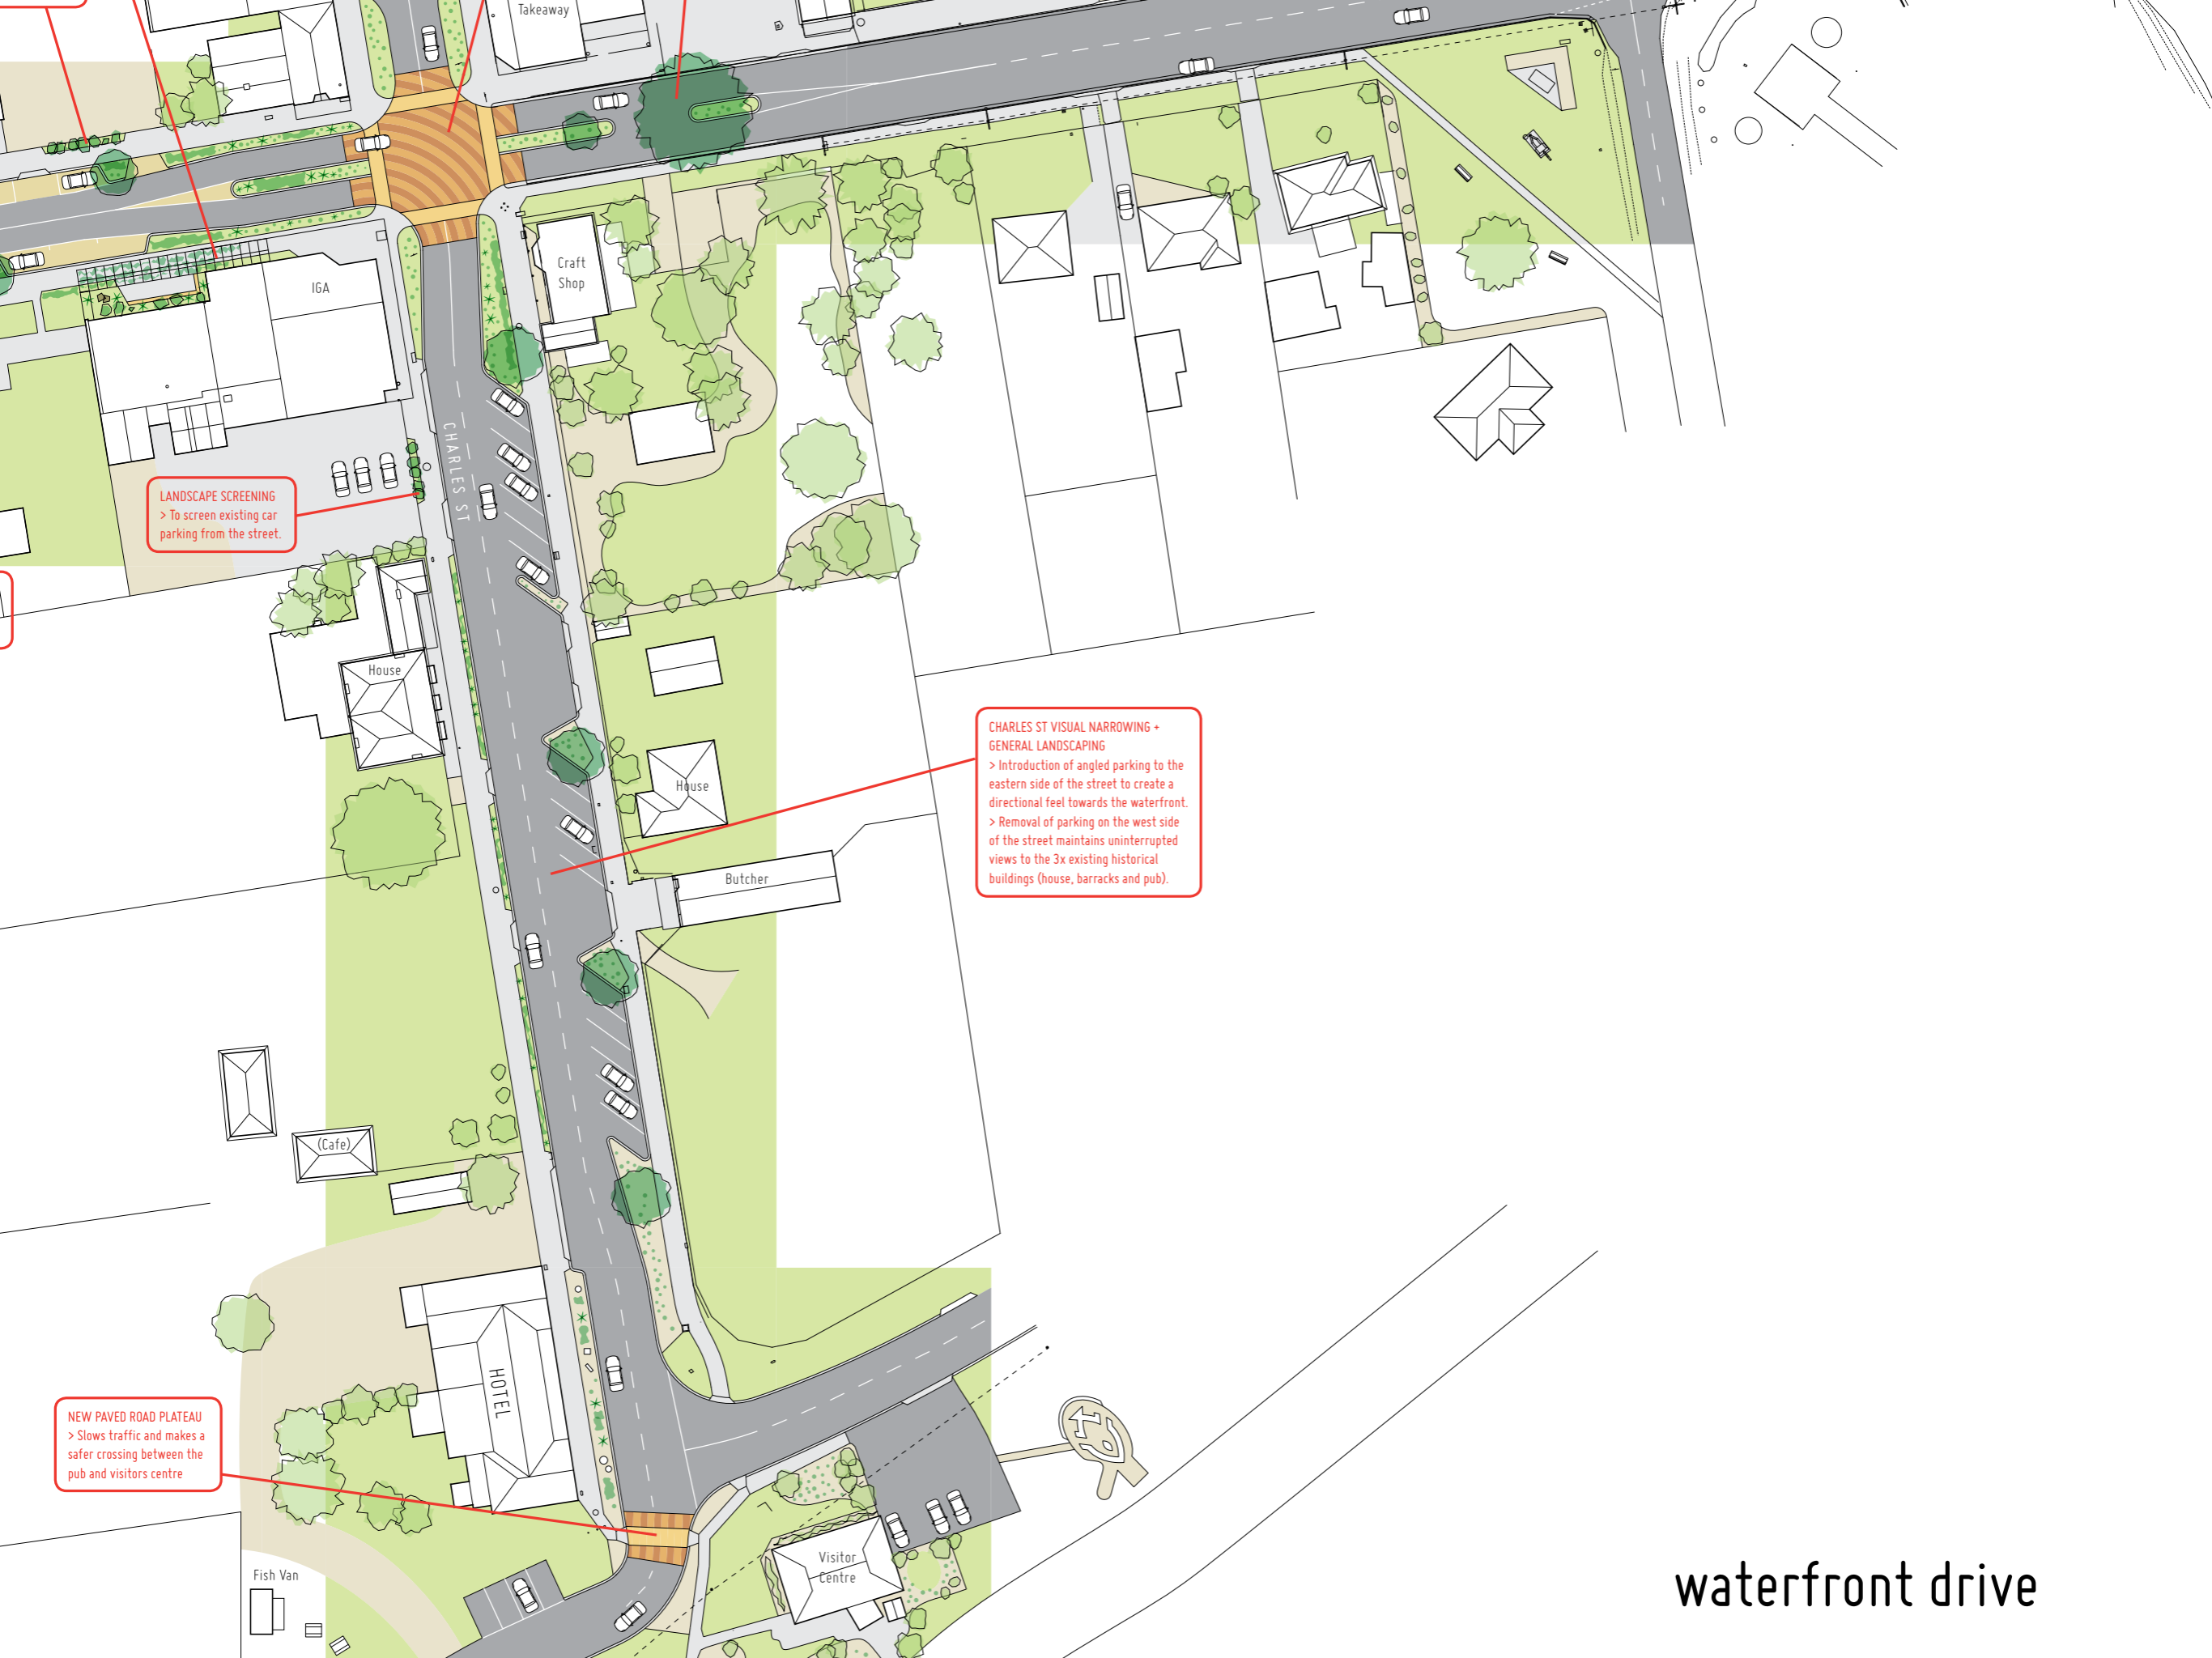 Takeaway
Craft
Shop
IGA
CHARLES ST
LANDSCAPE SCREENING
> To screen existing car
parking from the street.
House
CHARLES ST VISUAL NARROWING +
GENERAL LANDSCAPING
> Introduction of angled parking to the
eastern side of the street to create a
directional feel towards the waterfront.
> Removal of parking on the west side
of the street maintains uninterrupted
views to the 3x existing historical
buildings (house, barracks and pub).
House
Butcher
(Cafe)
HOTEL
NEW PAVED ROAD PLATEAU
> Slows traffic and makes a
safer crossing between the
pub and visitors centre
Visitor
Centre
Fish Van
waterfront drive